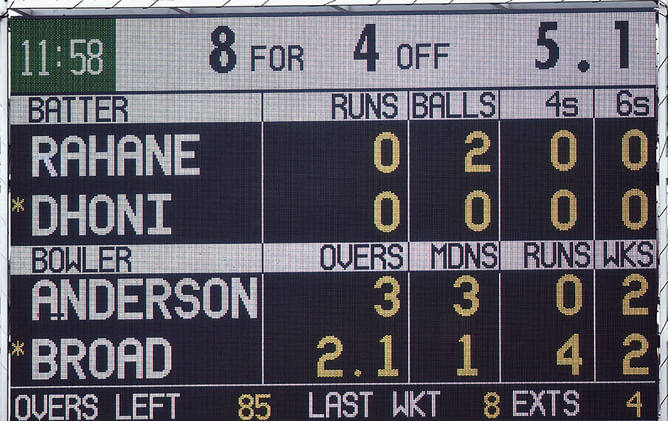 11:58 8 FOR 4 OFF 5.1
BATTER RUNS BALLS 4s 6s
RAHANE 0 2 0 0
* DHONI 0 0 0 0
BOWLER OVERS MDNS RUNS WKS
ANDERSON 3 3 0 2
* BROAD 2.1 1 4 2
OVERS LEFT 85 LAST WKT 8 EXTS 4